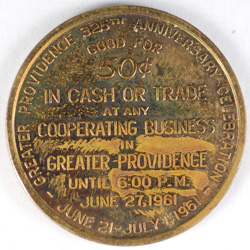 GREATER PROVIDENCE 325TH ANNIVERSARY CELEBRATION
GOOD FOR
50¢
IN CASH OR TRADE
AT ANY
COOPERATING BUSINESS
IN
GREATER PROVIDENCE
UNTIL 6:00 P.M.
JUNE 27, 1961
- JUNE 21-JULY 1, 1961 -